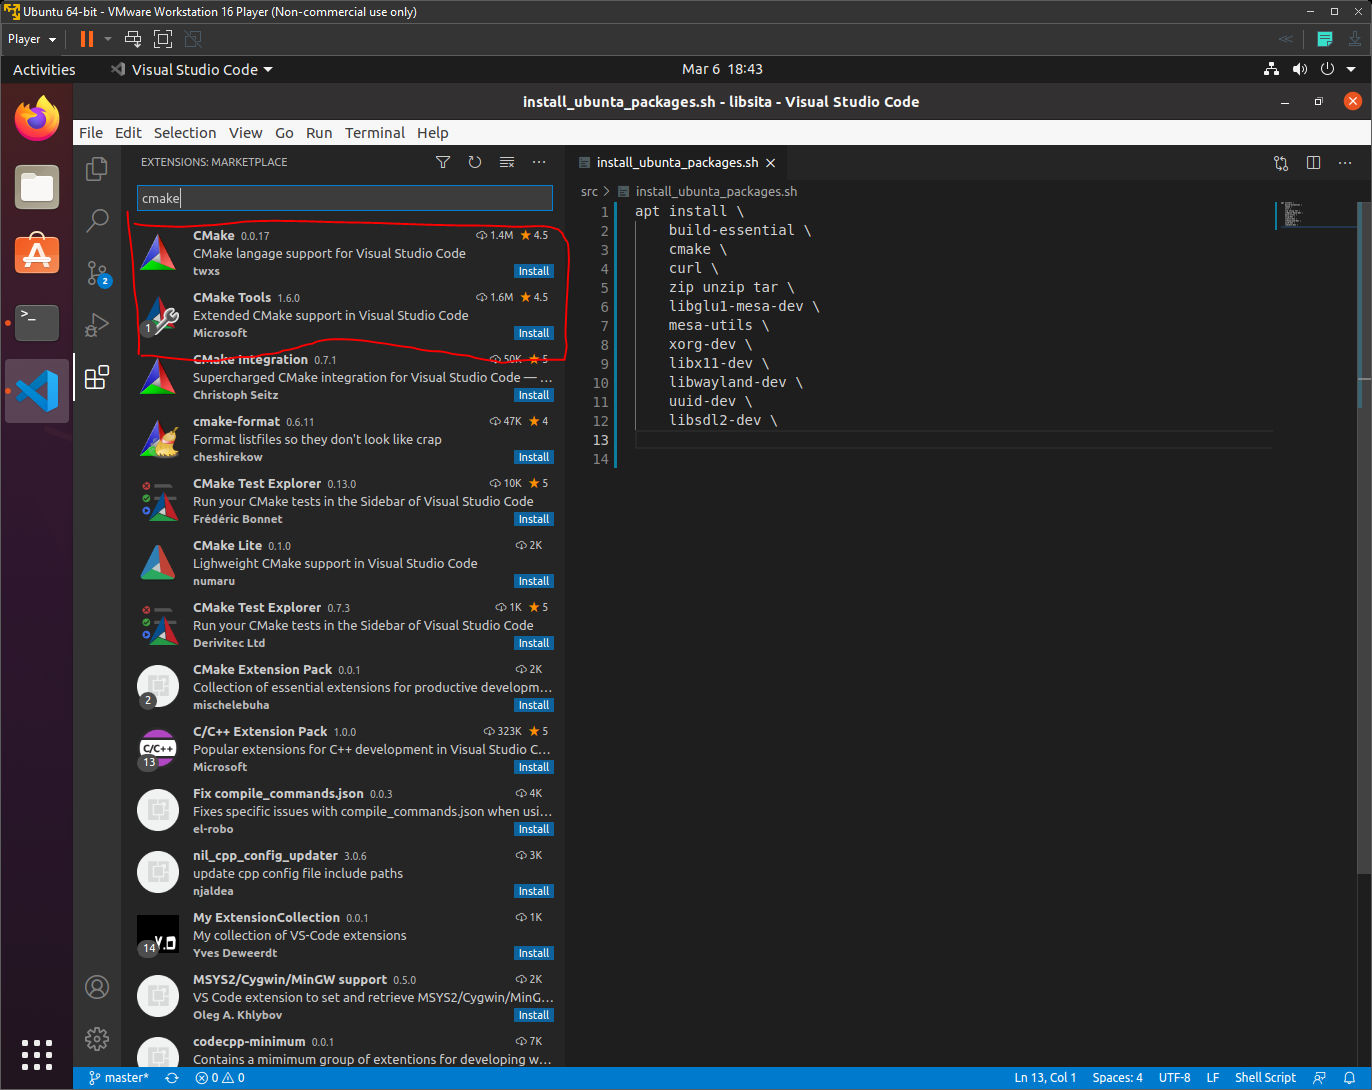 Ubuntu 64-bit - VMware Workstation 16 Player (Non-commercial use only)
Player
Activities
Visual Studio Code
Mar 6 18:43
install_ubunta_packages.sh - libsita - Visual Studio Code
File Edit Selection View Go Run Terminal Help
EXTENSIONS: MARKETPLACE
cmake
CMake 0.0.17 1.4M 4.5
CMake langage support for Visual Studio Code
twxs Install
CMake Tools 1.6.0 1.6M 4.5
Extended CMake support in Visual Studio Code
1
Microsoft Install
CMake Integration 0.7.1 50K 5
Supercharged CMake integration for Visual Studio Code — ...
Christoph Seitz Install
cmake-format 0.6.11 47K 4
Format listfiles so they don't look like crap
cheshirekow Install
CMake Test Explorer 0.13.0 10K 5
Run your CMake tests in the Sidebar of Visual Studio Code
Frédéric Bonnet Install
CMake Lite 0.1.0 2K
Lighweight CMake support in Visual Studio Code
numaru Install
CMake Test Explorer 0.7.3 1K 5
Run your CMake tests in the Sidebar of Visual Studio Code
Derivitec Ltd Install
CMake Extension Pack 0.0.1 2K
Collection of essential extensions for productive developm...
2
mischelebuha Install
C/C++ Extension Pack 1.0.0 323K 5
C/C++
Popular extensions for C++ development in Visual Studio C...
13
Microsoft Install
Fix compile_commands.json 0.0.3 4K
Fixes specific issues with compile_commands.json when usi...
el-robo Install
nil_cpp_config_updater 3.0.6 3K
update cpp config file include paths
njaldea Install
My ExtensionCollection 0.0.1 1K
My collection of VS-Code extensions
14 V.D
Yves Deweerdt Install
MSYS2/Cygwin/MinGW support 0.5.0 2K
VS Code extension to set and retrieve MSYS2/Cygwin/MinG...
Oleg A. Khlybov Install
codecpp-minimum 0.0.1 7K
Contains a mimimum group of extentions for developing w...
2
install_ubunta_packages.sh
src > install_ubunta_packages.sh
1 apt install \
2 build-essential \
3 cmake \
4 curl \
5 zip unzip tar \
6 libglu1-mesa-dev \
7 mesa-utils \
8 xorg-dev \
9 libx11-dev \
10 libwayland-dev \
11 uuid-dev \
12 libsdl2-dev \
13
14
master* 0 0
Ln 13, Col 1 Spaces: 4 UTF-8 LF Shell Script